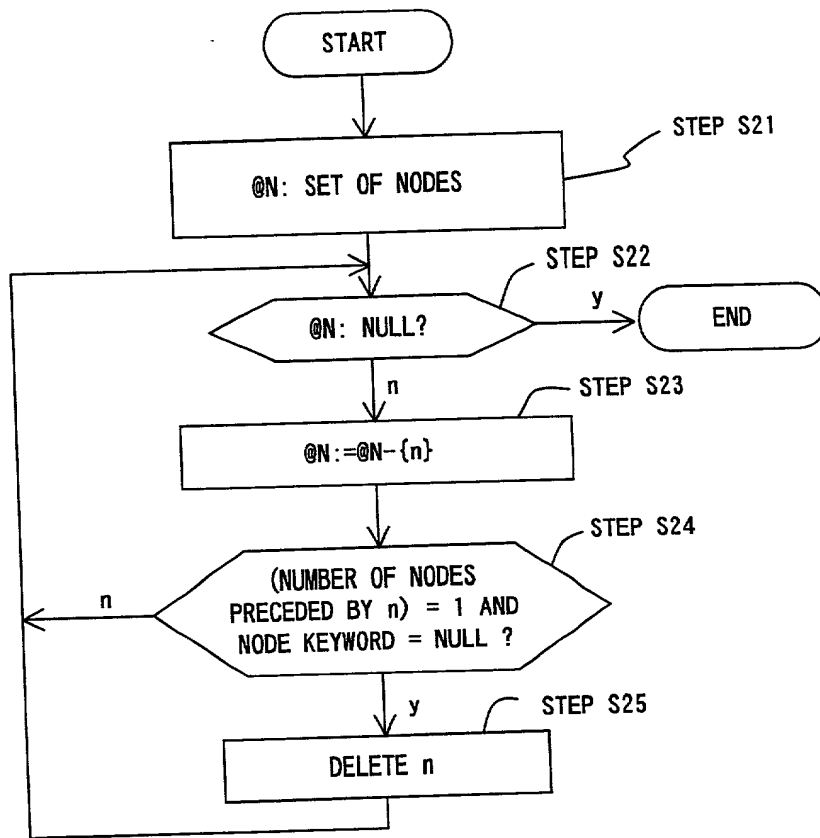 START
STEP S21
@N: SET OF NODES
STEP S22
@N: NULL?
y
END
n
STEP S23
@N:=@N-{n}
STEP S24
(NUMBER OF NODES
PRECEDED BY n) = 1 AND
NODE KEYWORD = NULL ?
n
y
STEP S25
DELETE n